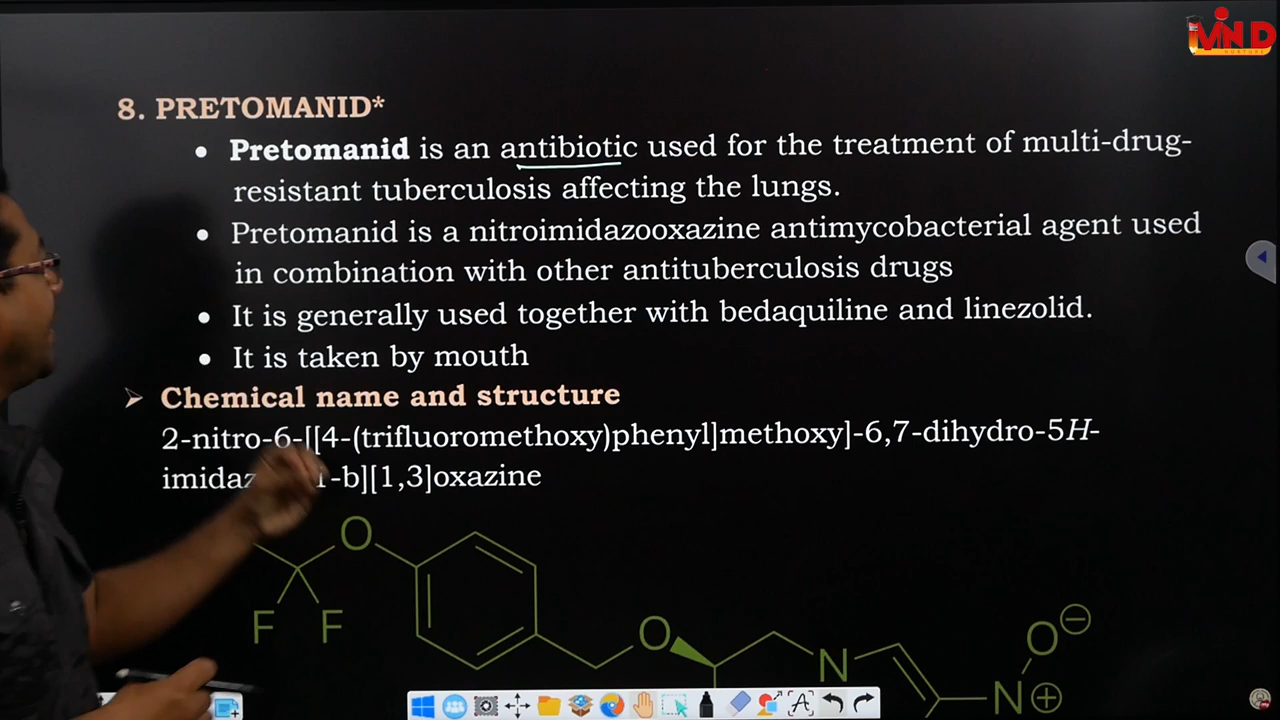 MIND
NURTURE
8. PRETOMANID*
• Pretomanid is an antibiotic used for the treatment of multi-drug-
resistant tuberculosis affecting the lungs.
• Pretomanid is a nitroimidazooxazine antimycobacterial agent used
in combination with other antituberculosis drugs
• It is generally used together with bedaquiline and linezolid.
• It is taken by mouth
➢ Chemical name and structure
2-nitro-6-[[4-(trifluoromethoxy)phenyl]methoxy]-6,7-dihydro-5H-
-b][1,3]oxazine
O
F F
O
N
O⊖
N⊕